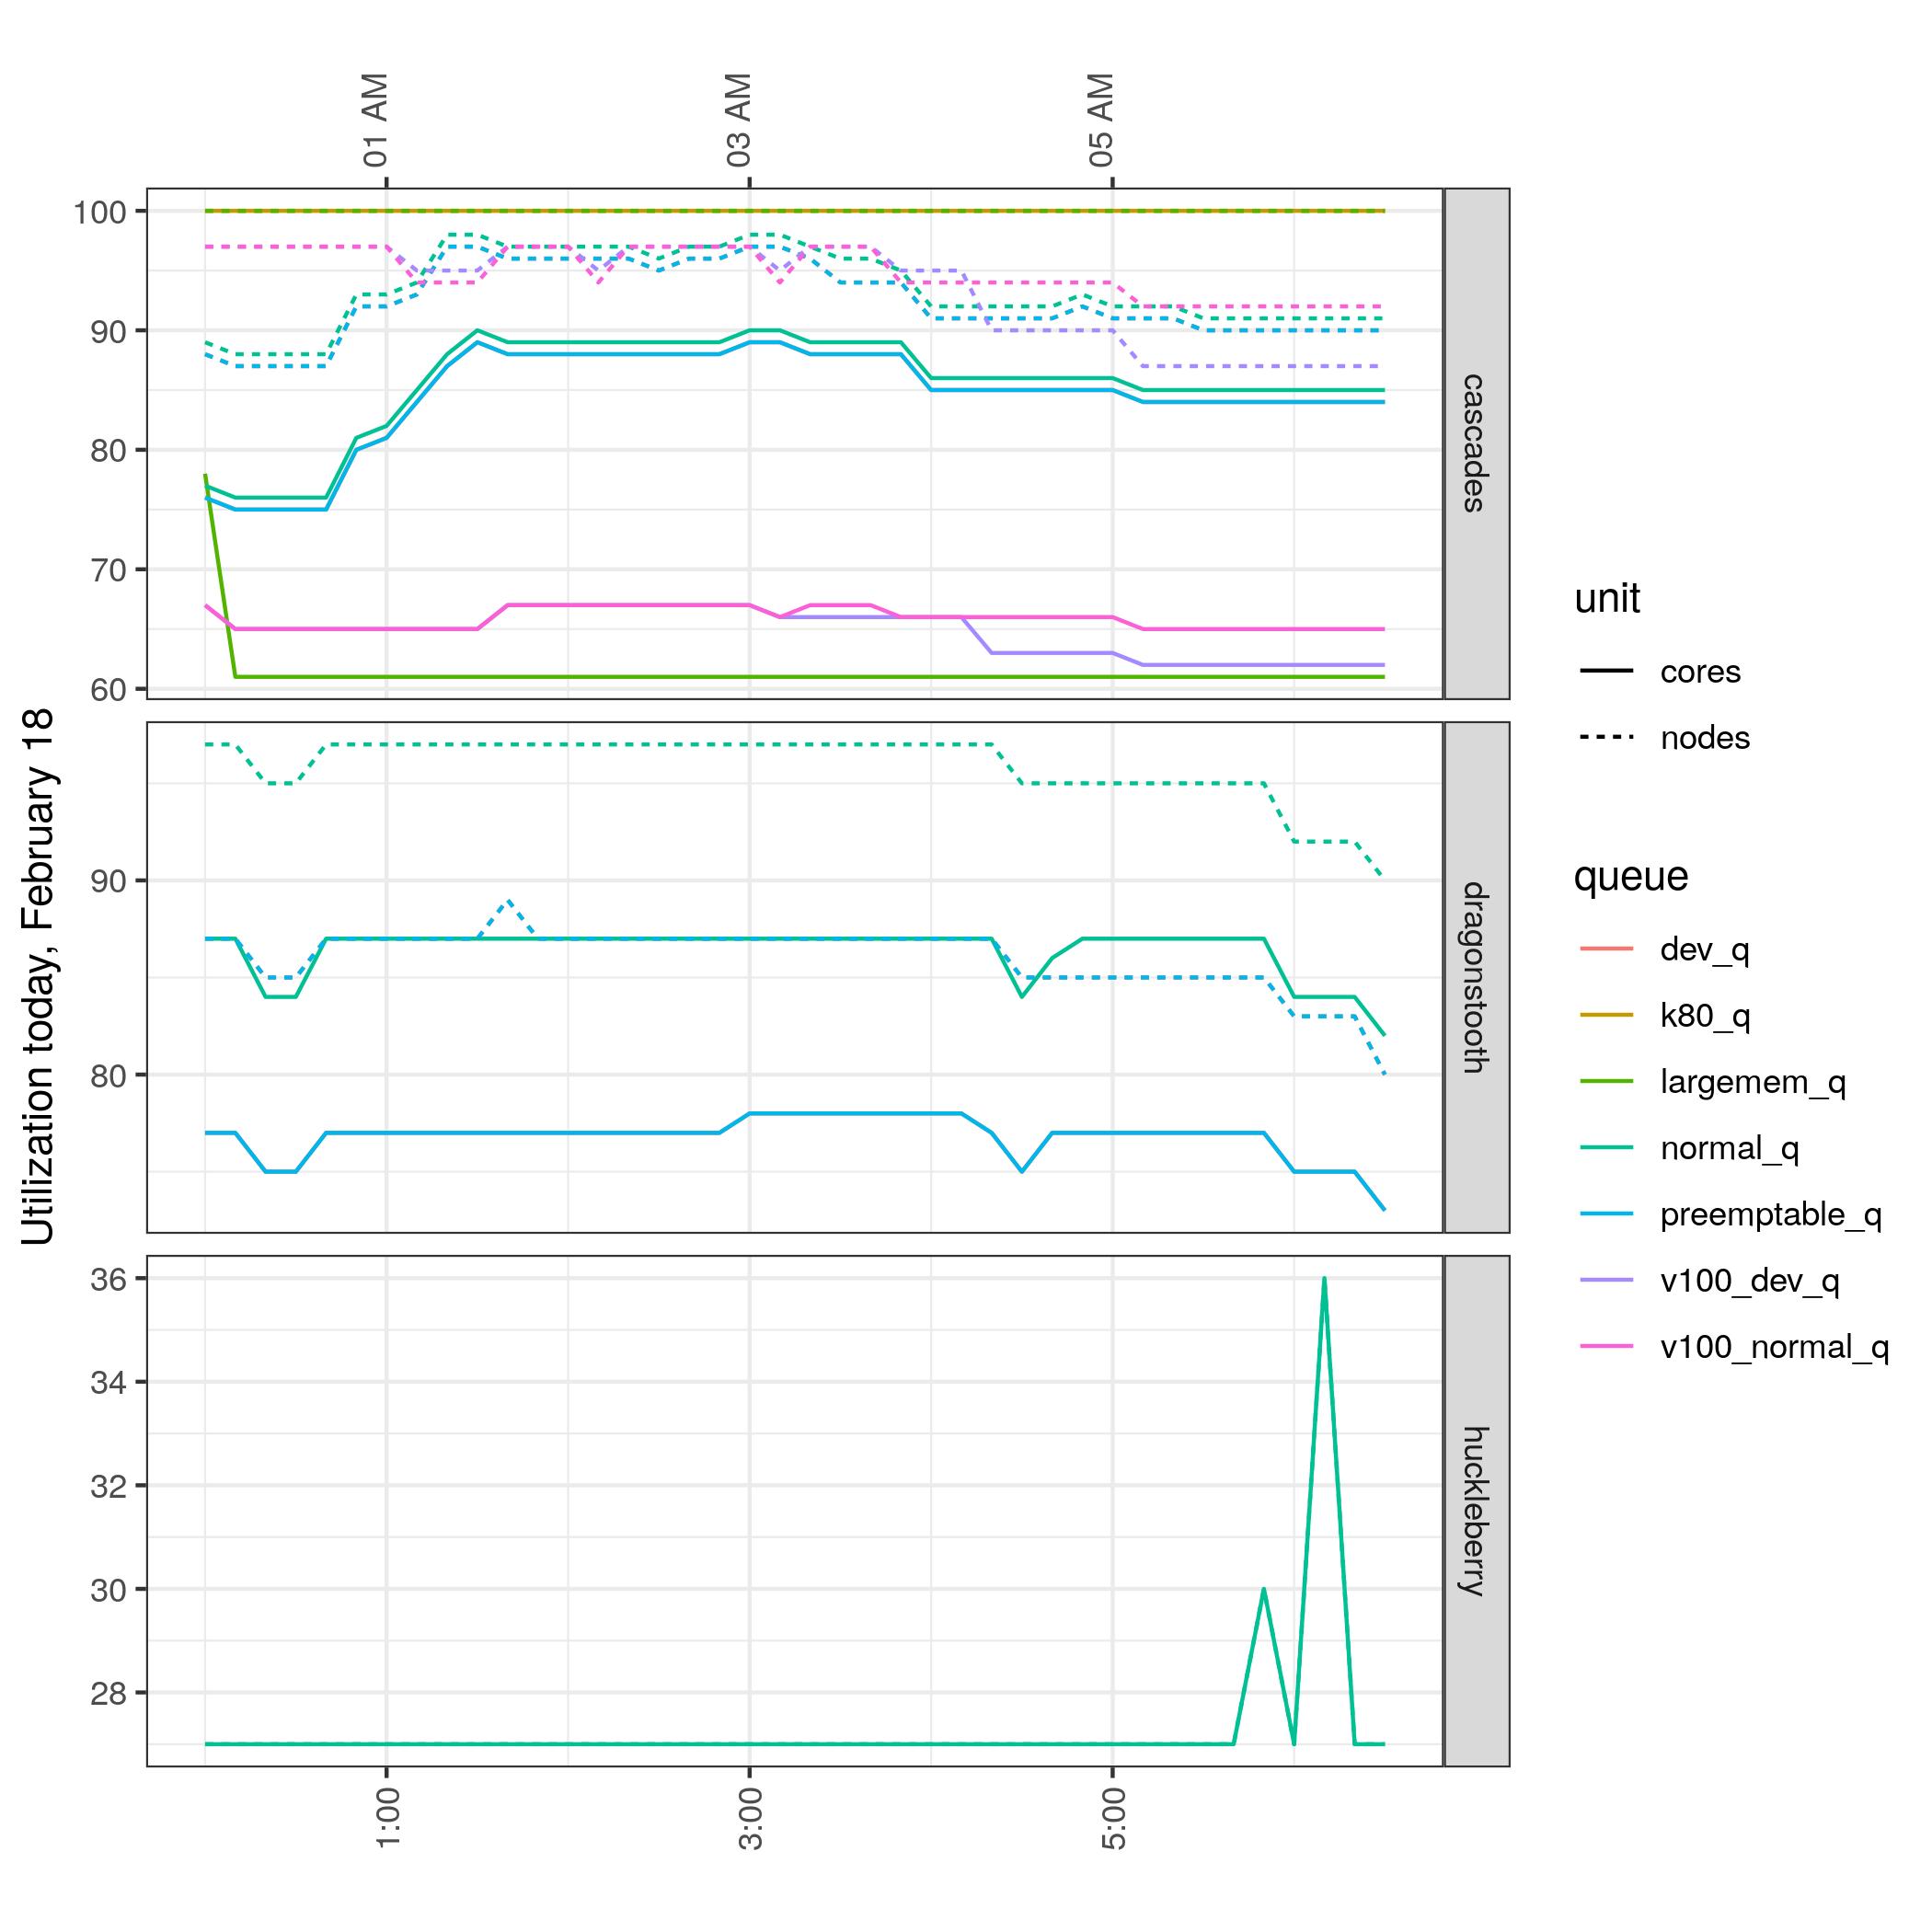 01 AM
03 AM
05 AM
Utilization today, February 18
100
90
80
70
60
cascades
90
80
dragonstooth
36
34
32
30
28
huckleberry
1:00
3:00
5:00
unit
cores
nodes
queue
dev_q
k80_q
largemem_q
normal_q
preemptable_q
v100_dev_q
v100_normal_q